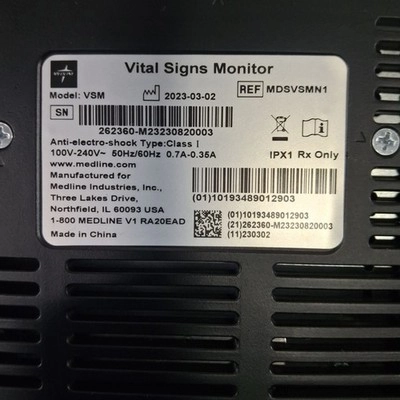 MEDLINE
Vital Signs Monitor
Model: VSM 2023-03-02 REF MDSVSMN1
SN
262360-M23230820003
Anti-electro-shock Type:Class I
100V-240V~ 50Hz/60Hz 0.7A-0.35A
www.medline.com
IPX1 Rx Only
Manufactured for
Medline Industries, Inc.,
Three Lakes Drive,
Northfield, IL 60093 USA
1-800 MEDLINE V1 RA20EAD
Made in China
(01)10193489012903
(01)10193489012903
(21)262360-M23230820003
(11)230302